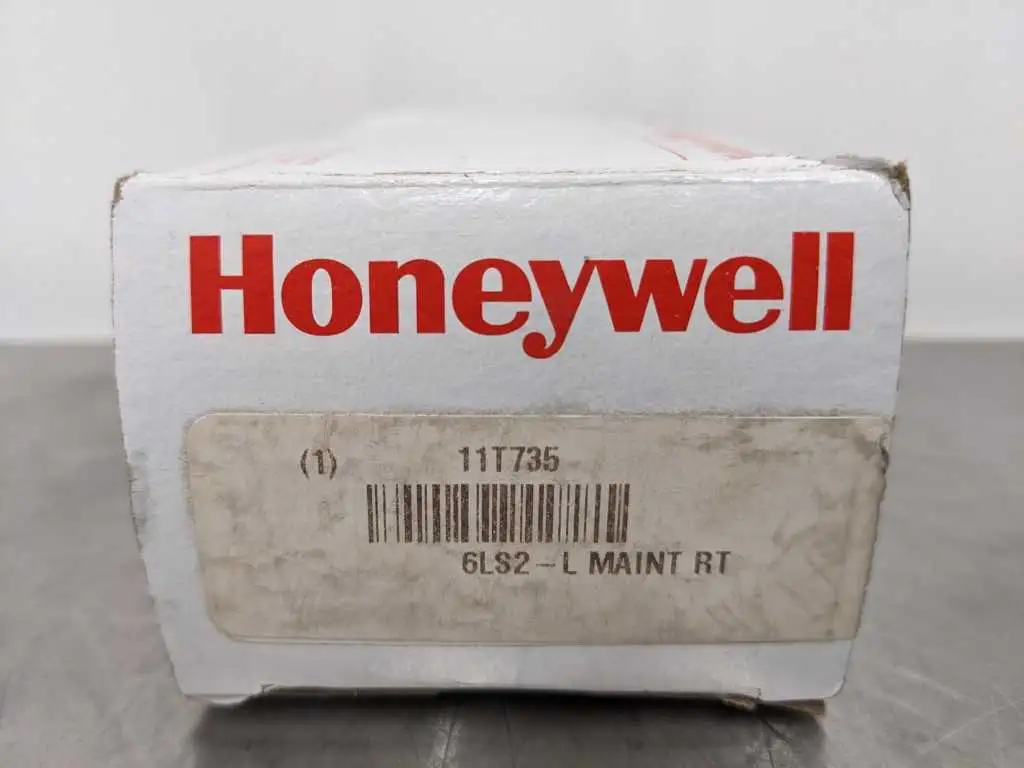 Honeywell
(1) 11T735
6LS2-L MAINT RT